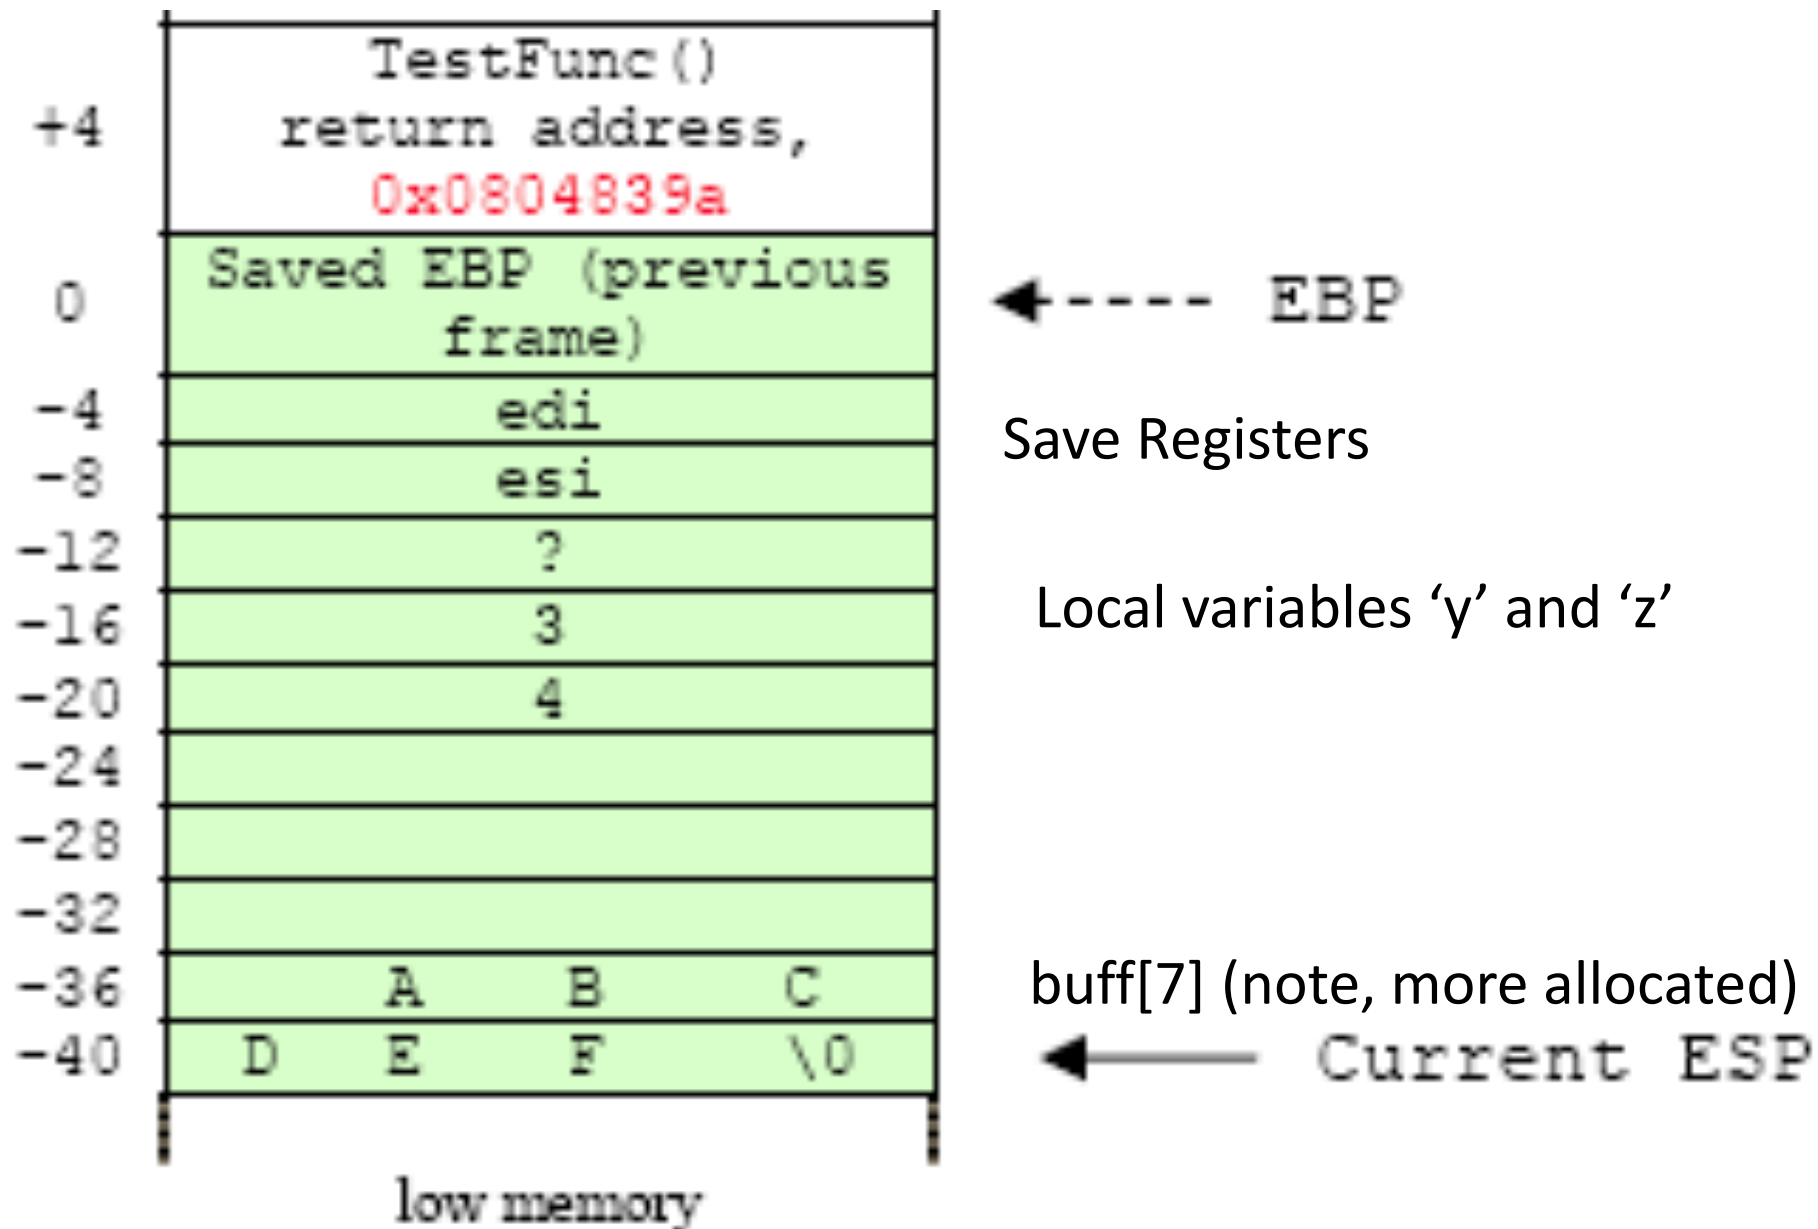 TestFunc()
+4 return address,
0x0804839a
Saved EBP (previous
0 EBP
frame)
-4 edi
Save Registers
-8 esi
-12 ?
Local variables ‘y’ and ‘z’
-16 3
-20 4
-24
-28
-32
-36 A B C buff[7] (note, more allocated)
-40 D E F \0 Current ESP
low memory